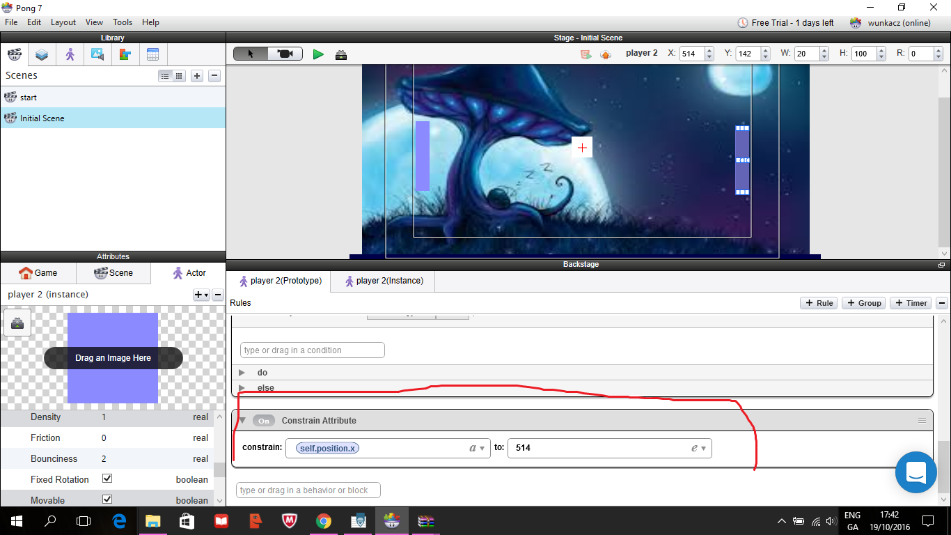 Pong 7
File Edit Layout View Tools Help
Free Trial - 1 days left wunkacz (online)
Library
Scenes
start
Initial Scene
Stage - Initial Scene
player 2 X: 514 Y: 142 W: 20 H: 100 R: 0
Z Z Z
Attributes
Game Scene Actor
player 2 (instance)
Drag an Image Here
Density 1 real
Friction 0 real
Bounciness 2 real
Fixed Rotation boolean
Movable boolean
Backstage
player 2(Prototype) player 2(Instance)
Rules + Rule + Group + Timer
type or drag in a condition
do
else
On Constrain Attribute
constrain: self.position.x a to: 514 e
type or drag in a behavior or block
ENG 17:42
GA 19/10/2016